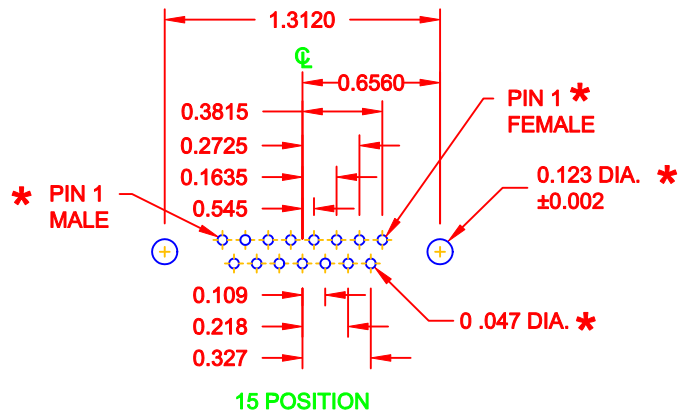 1.3120
℄
0.6560
0.3815
PIN 1 *
FEMALE
0.2725
0.1635
0.123 DIA. *
±0.002
* PIN 1
MALE
0.545
0.109
0 .047 DIA. *
0.218
0.327
15 POSITION